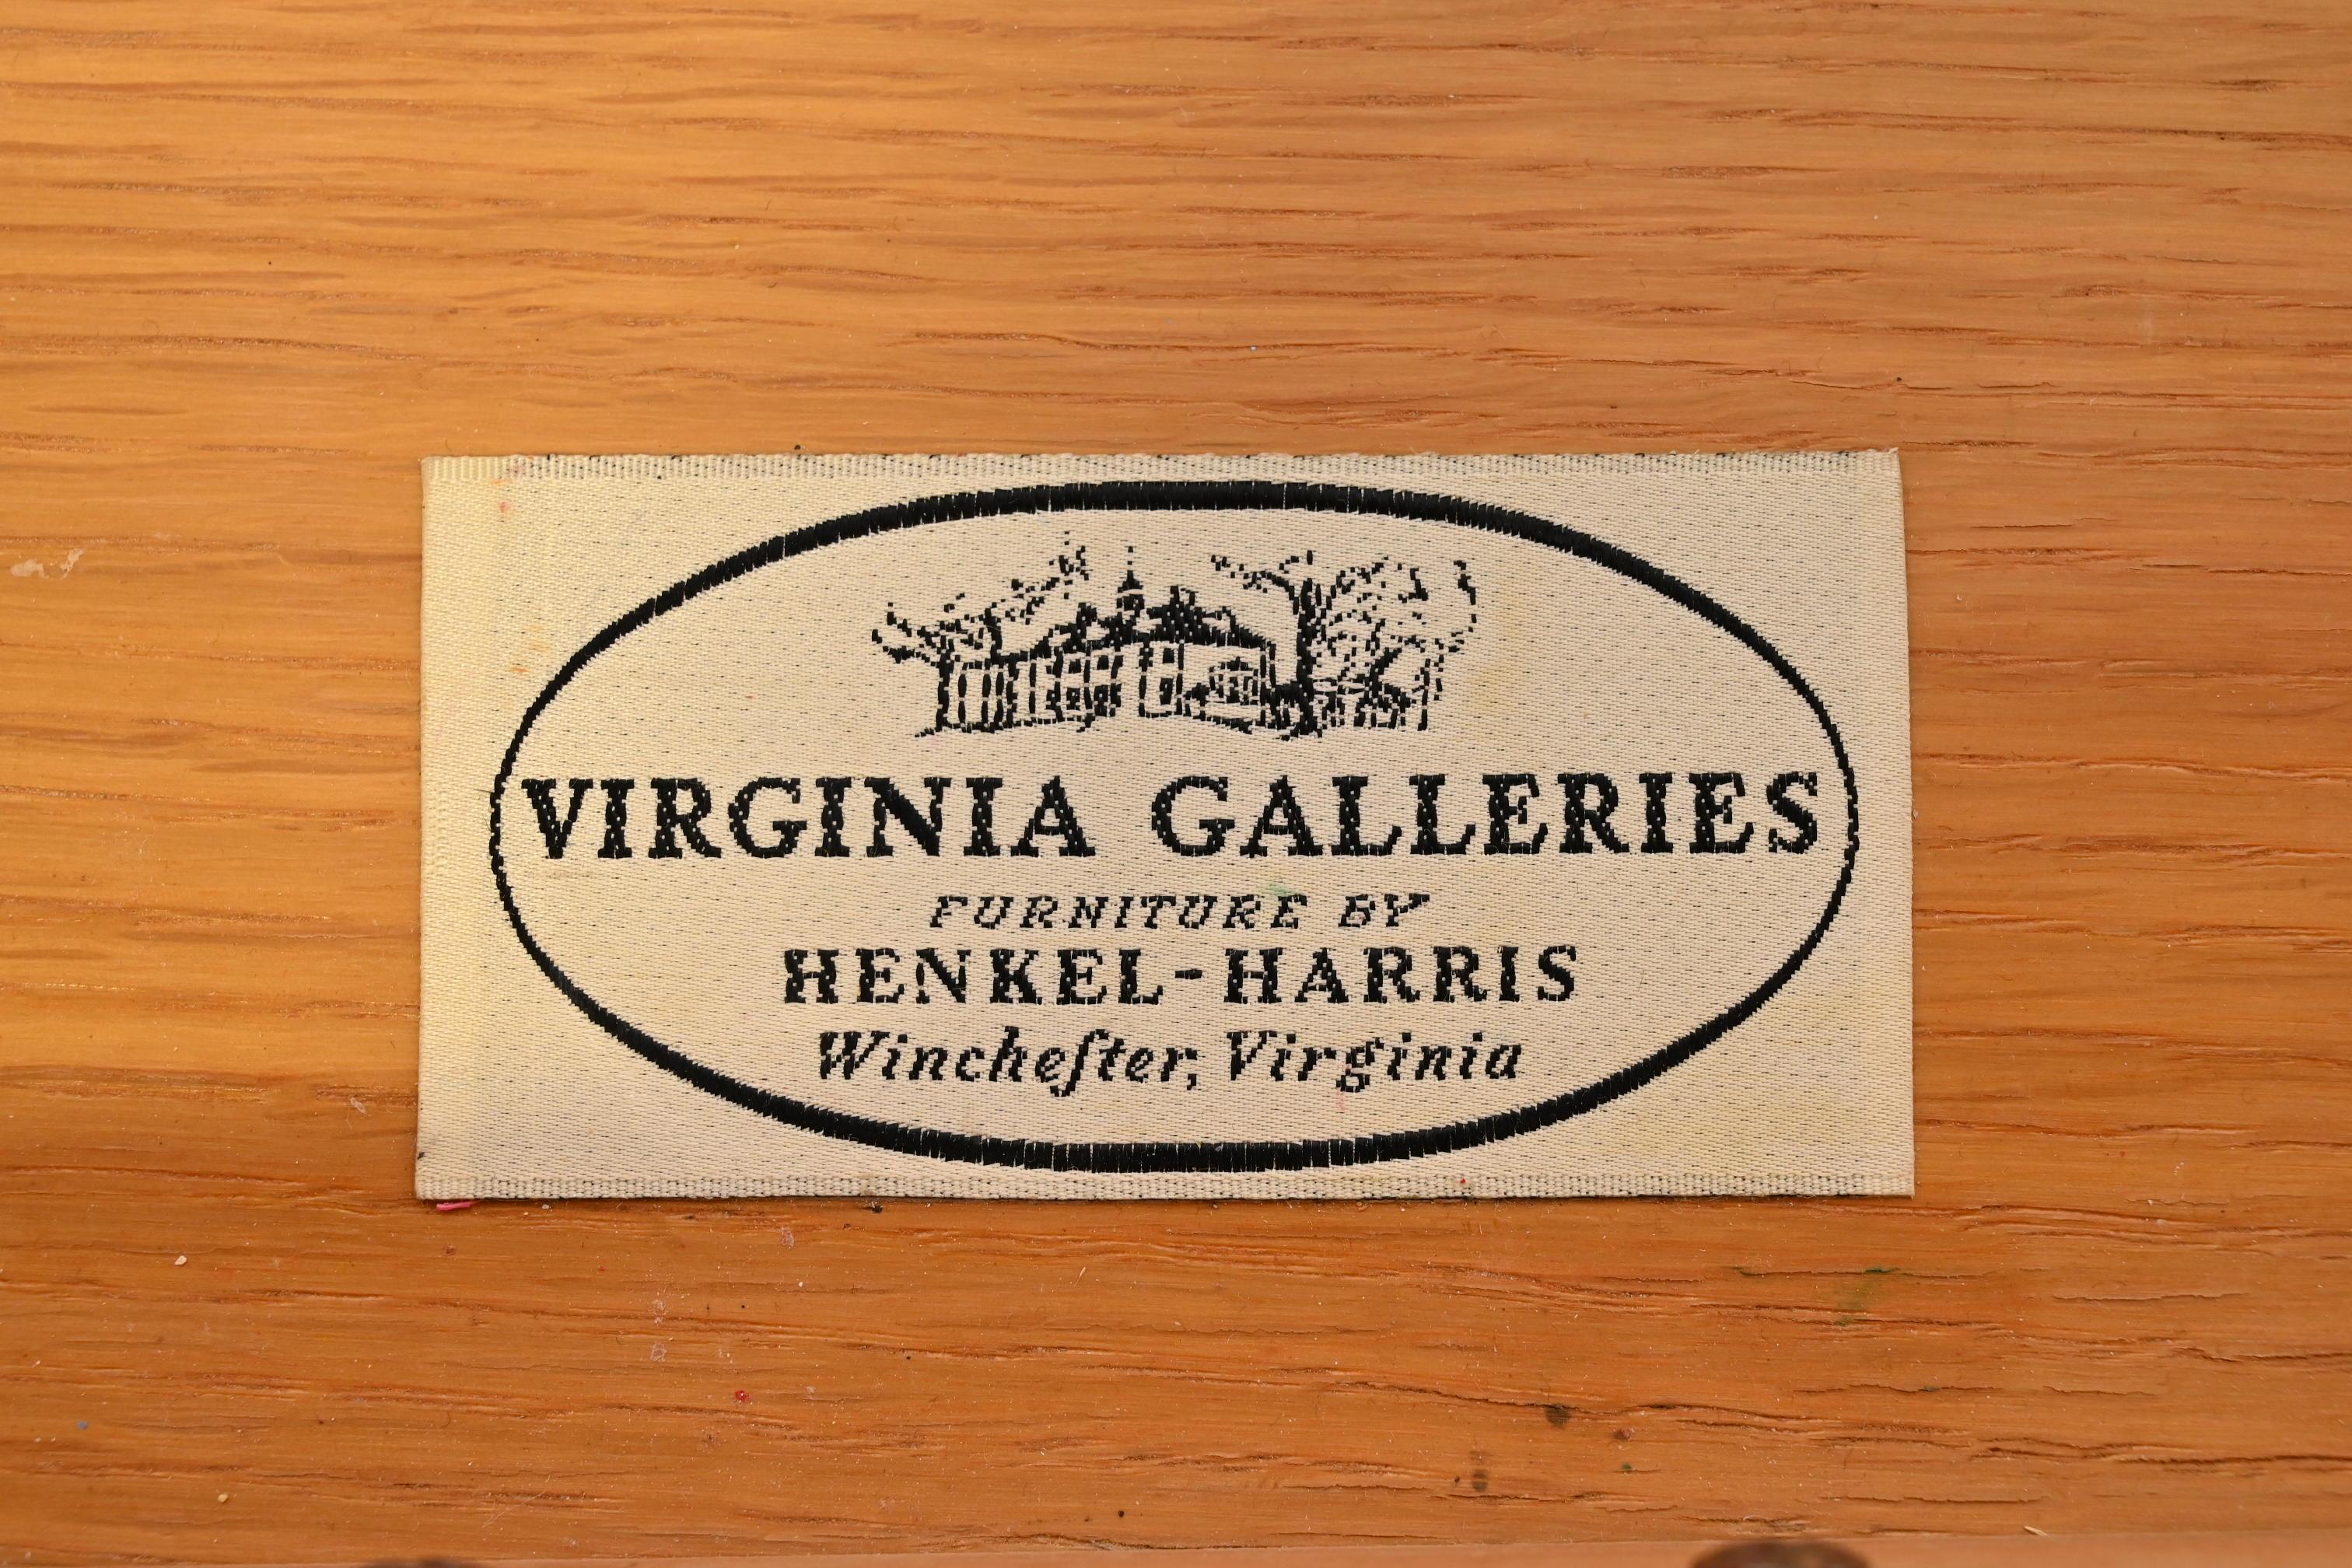 VIRGINIA GALLERIES
FURNITURE BY
HENKEL-HARRIS
Wincheſter, Virginia